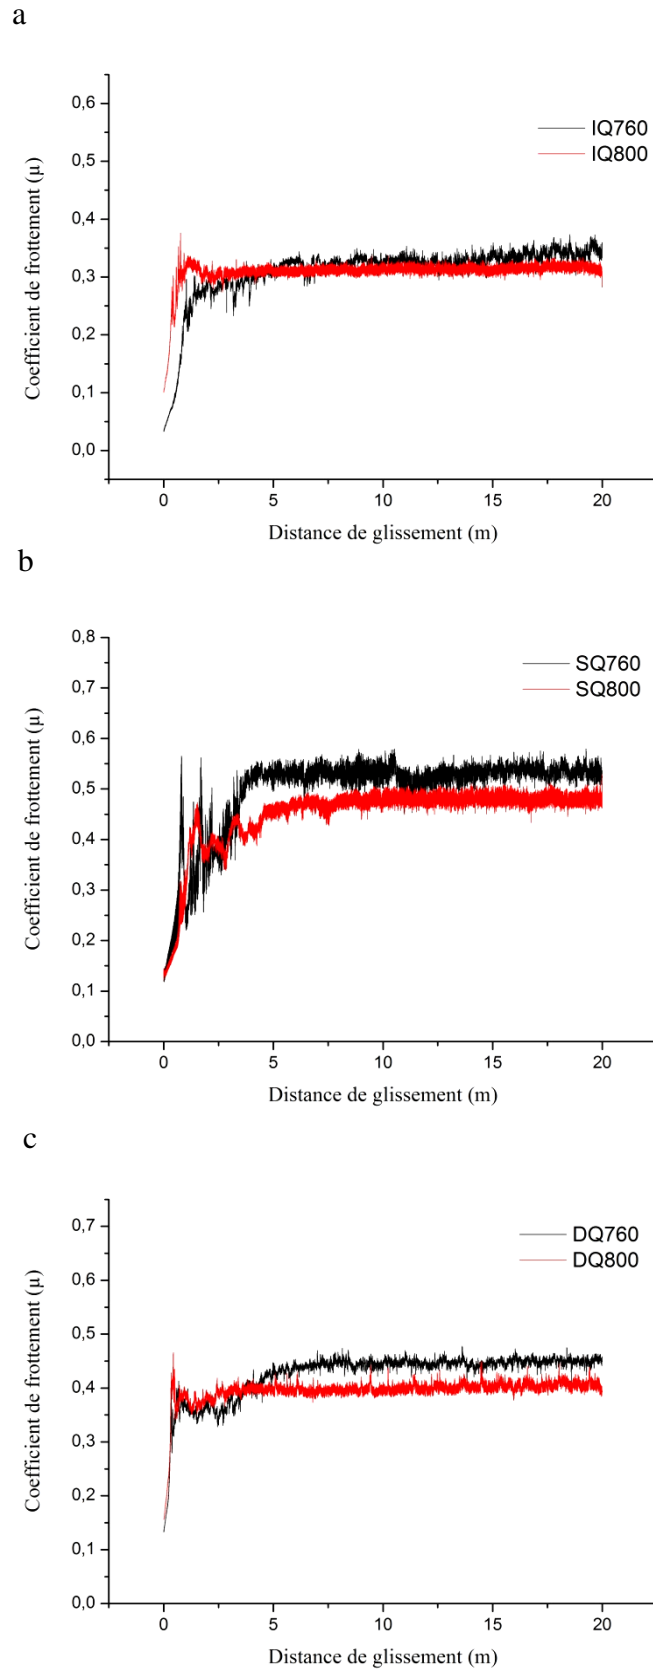 a
0,6
0,5
0,4
0,3
0,2
0,1
0,0
Coefficient de frottement (µ)
IQ760
IQ800
0 5 10 15 20
Distance de glissement (m)
b
0,8
0,7
0,6
0,5
0,4
0,3
0,2
0,1
0,0
Coefficient de frottement (µ)
SQ760
SQ800
0 5 10 15 20
Distance de glissement (m)
c
0,7
0,6
0,5
0,4
0,3
0,2
0,1
0,0
Coefficient de frottement (µ)
DQ760
DQ800
0 5 10 15 20
Distance de glissement (m)